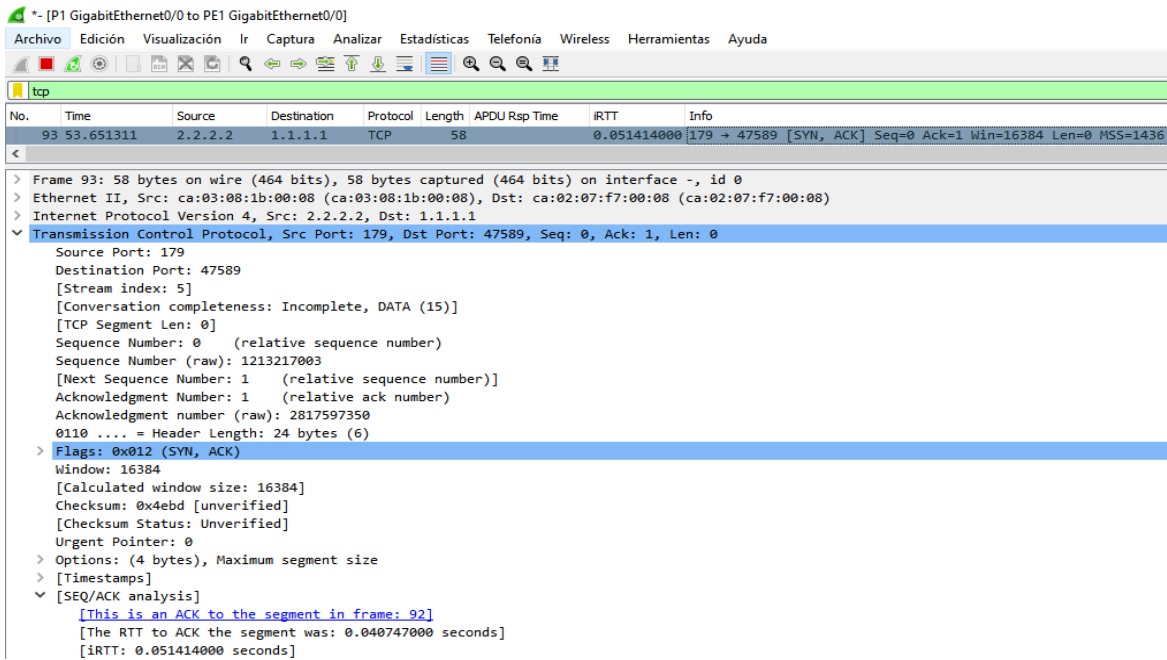 *- [P1 GigabitEthernet0/0 to PE1 GigabitEthernet0/0]
Archivo Edición Visualización Ir Captura Analizar Estadísticas Telefonía Wireless Herramientas Ayuda
tcp
No. Time Source Destination Protocol Length APDU Rsp Time iRTT Info
93 53.651311 2.2.2.2 1.1.1.1 TCP 58 0.051414000 179 → 47589 [SYN, ACK] Seq=0 Ack=1 Win=16384 Len=0 MSS=1436
Frame 93: 58 bytes on wire (464 bits), 58 bytes captured (464 bits) on interface -, id 0
Ethernet II, Src: ca:03:08:1b:00:08 (ca:03:08:1b:00:08), Dst: ca:02:07:f7:00:08 (ca:02:07:f7:00:08)
Internet Protocol Version 4, Src: 2.2.2.2, Dst: 1.1.1.1
Transmission Control Protocol, Src Port: 179, Dst Port: 47589, Seq: 0, Ack: 1, Len: 0
Source Port: 179
Destination Port: 47589
[Stream index: 5]
[Conversation completeness: Incomplete, DATA (15)]
[TCP Segment Len: 0]
Sequence Number: 0 (relative sequence number)
Sequence Number (raw): 1213217003
[Next Sequence Number: 1 (relative sequence number)]
Acknowledgment Number: 1 (relative ack number)
Acknowledgment number (raw): 2817597350
0110 .... = Header Length: 24 bytes (6)
Flags: 0x012 (SYN, ACK)
Window: 16384
[Calculated window size: 16384]
Checksum: 0x4ebd [unverified]
[Checksum Status: Unverified]
Urgent Pointer: 0
Options: (4 bytes), Maximum segment size
[Timestamps]
[SEQ/ACK analysis]
[This is an ACK to the segment in frame: 92]
[The RTT to ACK the segment was: 0.040747000 seconds]
[iRTT: 0.051414000 seconds]